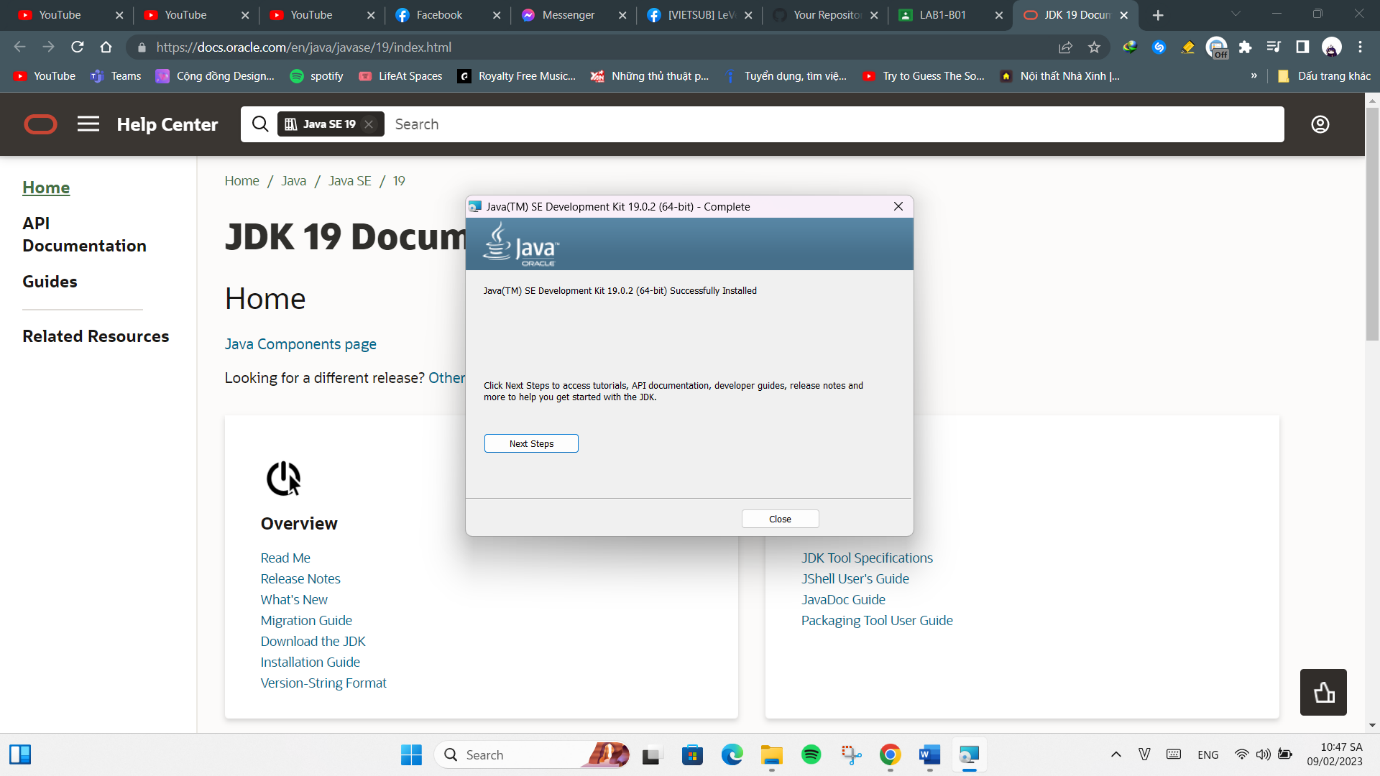 YouTube
YouTube
YouTube
Facebook
Messenger
[VIETSUB] LeV
Your Reposito
LAB1-B01
JDK 19 Docum
https://docs.oracle.com/en/java/javase/19/index.html
Off
YouTube
Teams
Cộng đồng Design...
spotify
LifeAt Spaces
Royalty Free Music...
Những thủ thuật p...
Tuyển dụng, tìm việ...
Try to Guess The So...
Nội thất Nhà Xinh |...
»
Dấu trang khác
Help Center
Java SE 19
Search
Home
API
Documentation
Guides
Related Resources
Home / Java / Java SE / 19
JDK 19 Docum
Home
Java Components page
Looking for a different release? Other
Overview
Read Me
Release Notes
What's New
Migration Guide
Download the JDK
Installation Guide
Version-String Format
JDK Tool Specifications
JShell User's Guide
JavaDoc Guide
Packaging Tool User Guide
Java(TM) SE Development Kit 19.0.2 (64-bit) - Complete
Java™
ORACLE
Java(TM) SE Development Kit 19.0.2 (64-bit) Successfully Installed
Click Next Steps to access tutorials, API documentation, developer guides, release notes and
more to help you get started with the JDK.
Next Steps
Close
Search
ENG
10:47 SA
09/02/2023